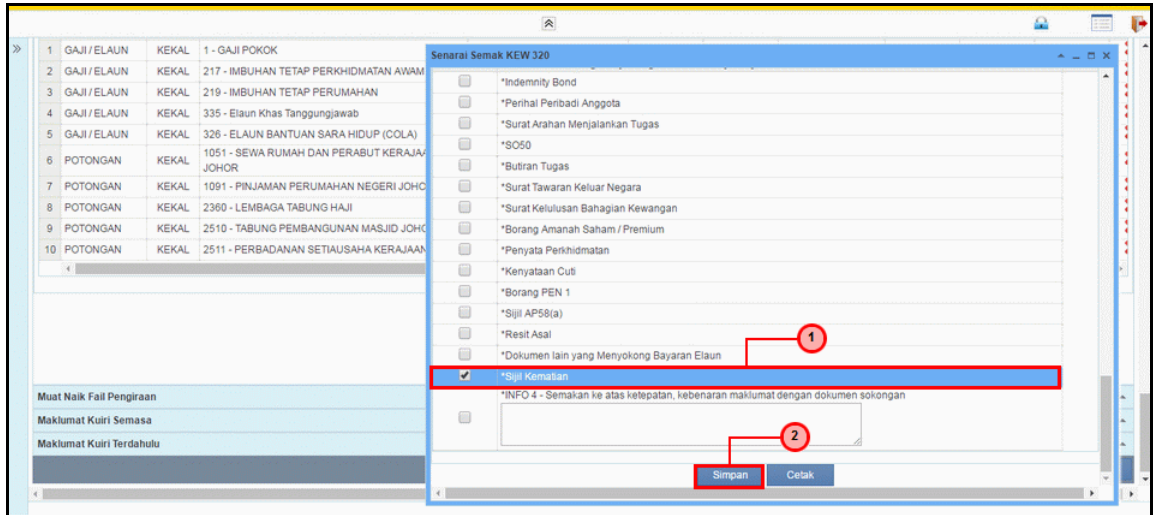 1 GAJI / ELAUN KEKAL 1 - GAJI POKOK
2 GAJI / ELAUN KEKAL 217 - IMBUHAN TETAP PERKHIDMATAN AWAM
3 GAJI / ELAUN KEKAL 219 - IMBUHAN TETAP PERUMAHAN
4 GAJI / ELAUN KEKAL 335 - Elaun Khas Tanggungjawab
5 GAJI / ELAUN KEKAL 326 - ELAUN BANTUAN SARA HIDUP (COLA)
6 POTONGAN KEKAL 1051 - SEWA RUMAH DAN PERABUT
JOHOR
7 POTONGAN KEKAL 1091 - PINJAMAN PERUMAHAN NEGERI
8 POTONGAN KEKAL 2360 - LEMBAGA TABUNG HAJI
9 POTONGAN KEKAL 2510 - TABUNG PEMBANGUNAN MASJID
10 POTONGAN KEKAL 2511 - PERBADANAN SETIAUSAHA KERAJAAN
Muat Naik Fail Pengiraan
Maklumat Kuiri Semasa
Maklumat Kuiri Terdahulu
Senarai Semak KEW 320
*Indemnity Bond
*Perihal Peribadi Anggota
*Surat Arahan Menjalankan Tugas
*SO50
*Butiran Tugas
*Surat Tawaran Keluar Negara
*Surat Kelulusan Bahagian Kewangan
*Borang Amanah Saham / Premium
*Penyata Perkhidmatan
*Kenyataan Cuti
*Borang PEN 1
*Sijil AP58(a)
*Resit Asal
1
*Dokumen lain yang Menyokong Bayaran Elaun
*Sijil Kematian
*INFO 4 - Semakan ke atas ketepatan, kebenaran maklumat dengan dokumen sokongan
2
Simpan Cetak